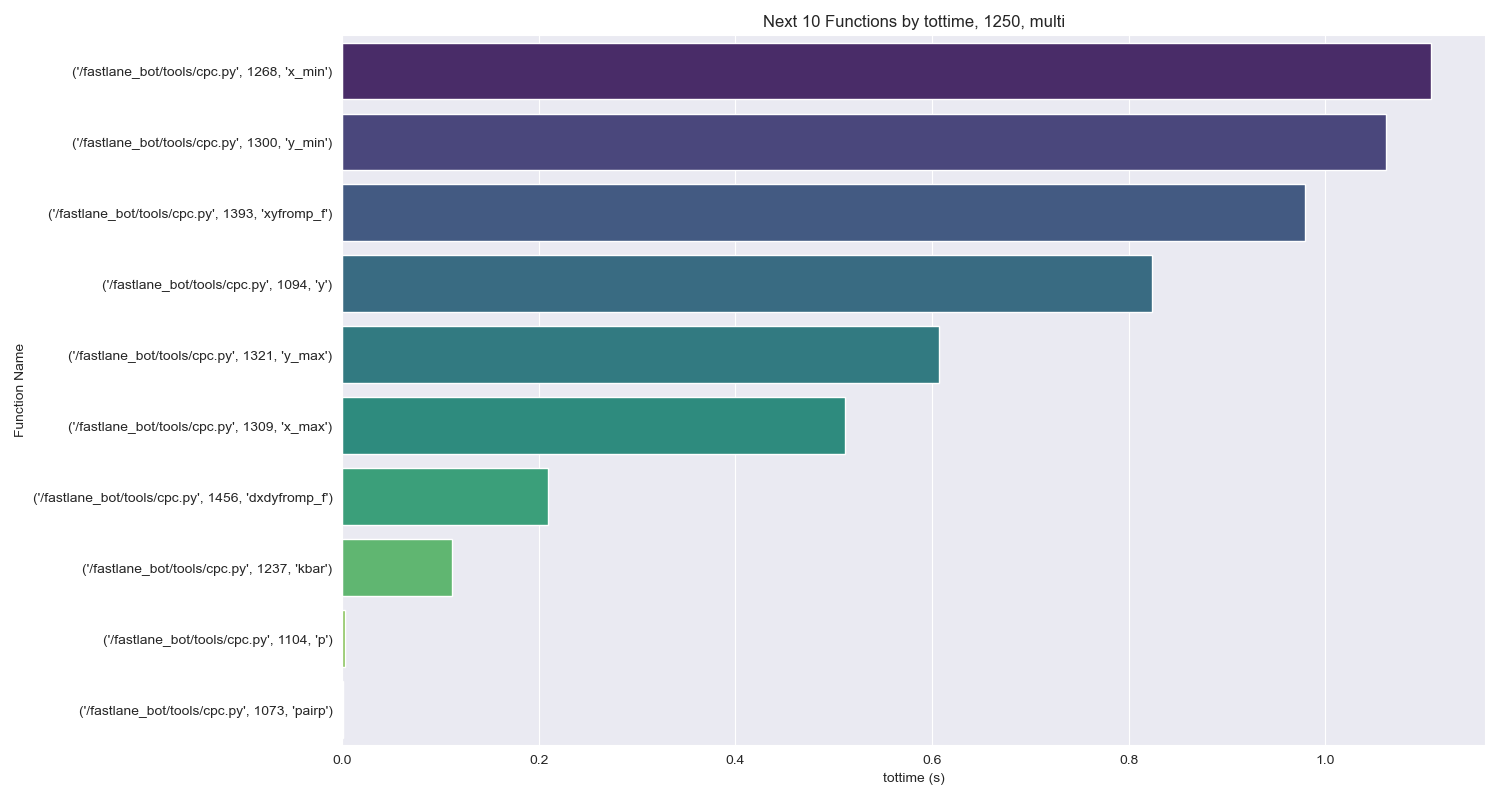 Next 10 Functions by tottime, 1250, multi
Function Name
('/fastlane_bot/tools/cpc.py', 1268, 'x_min')
('/fastlane_bot/tools/cpc.py', 1300, 'y_min')
('/fastlane_bot/tools/cpc.py', 1393, 'xyfromp_f')
('/fastlane_bot/tools/cpc.py', 1094, 'y')
('/fastlane_bot/tools/cpc.py', 1321, 'y_max')
('/fastlane_bot/tools/cpc.py', 1309, 'x_max')
('/fastlane_bot/tools/cpc.py', 1456, 'dxdyfromp_f')
('/fastlane_bot/tools/cpc.py', 1237, 'kbar')
('/fastlane_bot/tools/cpc.py', 1104, 'p')
('/fastlane_bot/tools/cpc.py', 1073, 'pairp')
0.0 0.2 0.4 0.6 0.8 1.0
tottime (s)